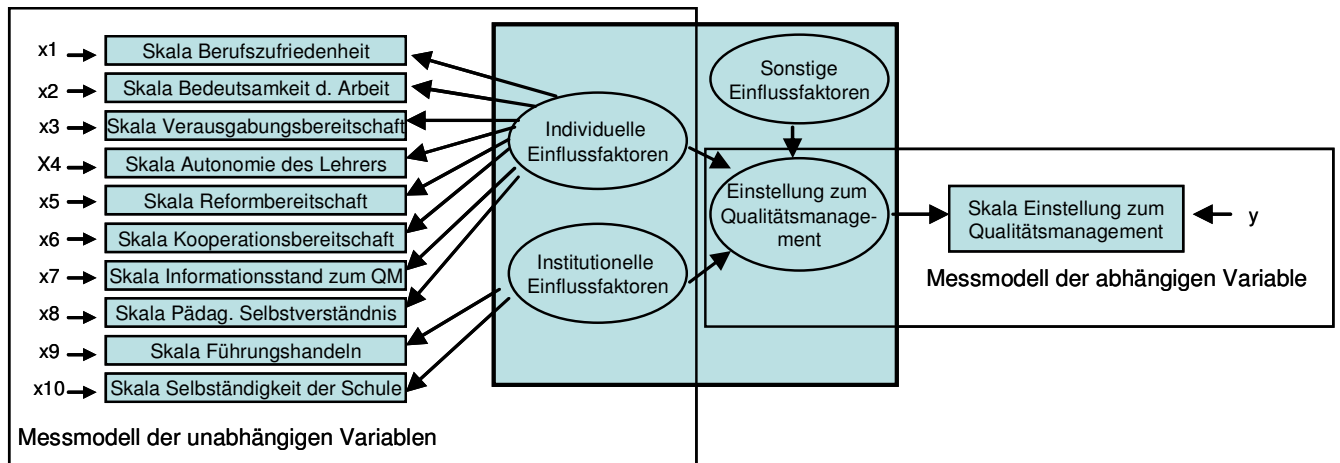 x1
Skala Berufszufriedenheit
x2
Skala Bedeutsamkeit d. Arbeit
x3
Skala Verausgabungsbereitschaft
X4
Skala Autonomie des Lehrers
x5
Skala Reformbereitschaft
x6
Skala Kooperationsbereitschaft
x7
Skala Informationsstand zum QM
x8
Skala Pädag. Selbstverständnis
x9
Skala Führungshandeln
x10
Skala Selbständigkeit der Schule
Messmodell der unabhängigen Variablen
Individuelle
Einflussfaktoren
Institutionelle
Einflussfaktoren
Sonstige
Einflussfaktoren
Einstellung zum
Qualitätsmanage-
ment
Skala Einstellung zum
Qualitätsmanagement
y
Messmodell der abhängigen Variable